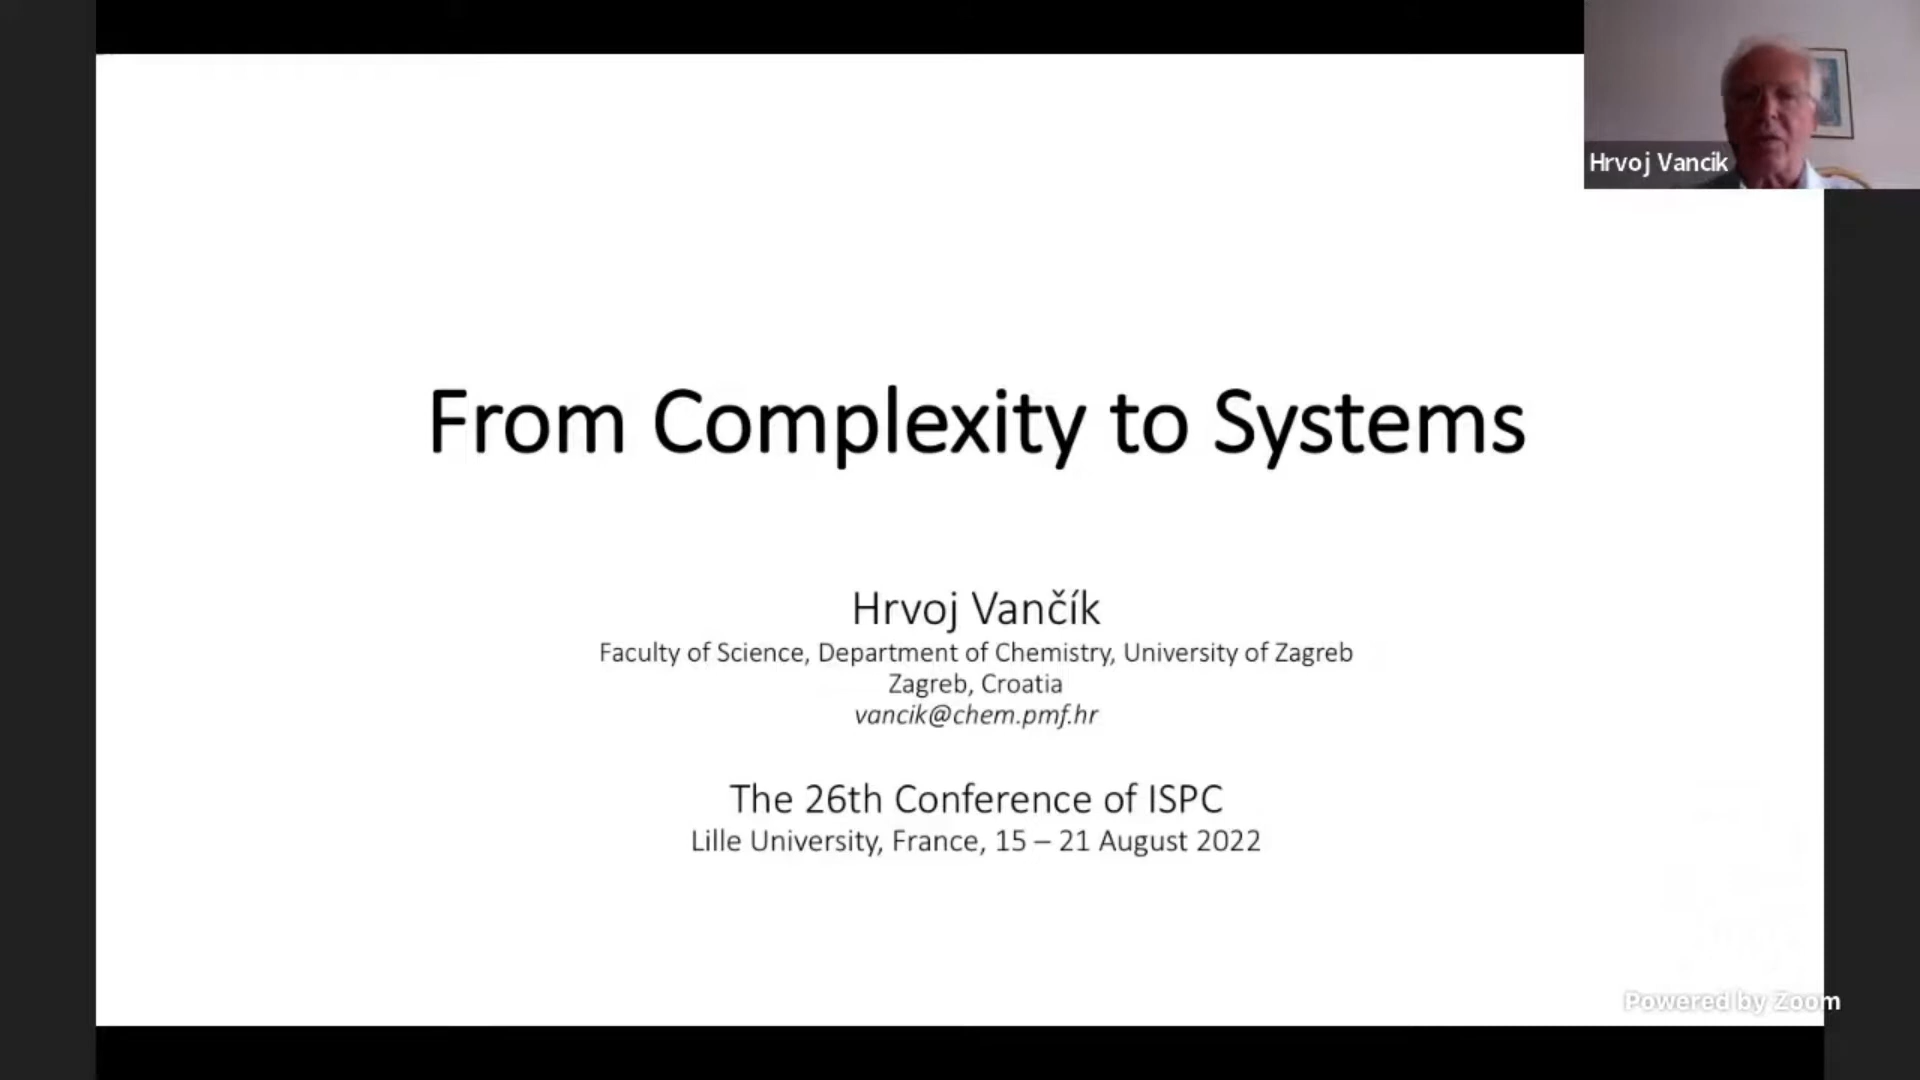 Hrvoj Vancik
From Complexity to Systems
Hrvoj Vančík
Faculty of Science, Department of Chemistry, University of Zagreb
Zagreb, Croatia
vancik@chem.pmf.hr
The 26th Conference of ISPC
Lille University, France, 15 – 21 August 2022
Powered by Zoom